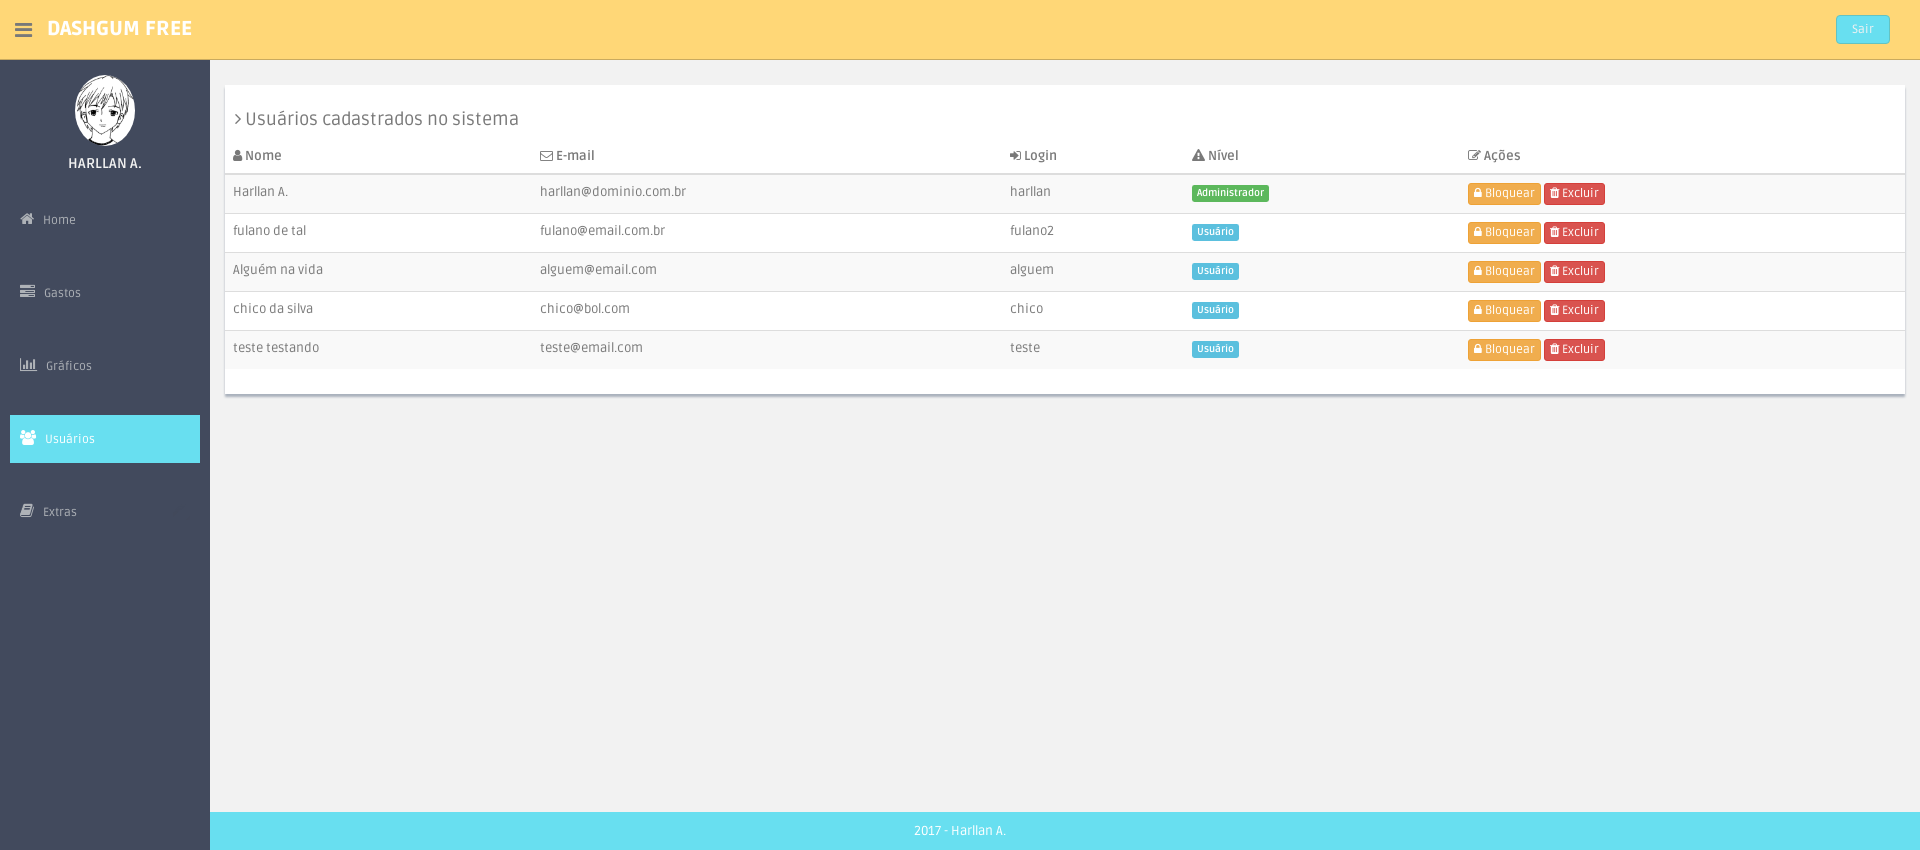 DASHGUM FREE
Sair
HARLLAN A.
Home
Gastos
Gráficos
Usuários
Extras
Usuários cadastrados no sistema
Nome E-mail Login Nível Ações
Harllan A. harllan@dominio.com.br harllan Administrador Bloquear Excluir
fulano de tal fulano@email.com.br fulano2 Usuário Bloquear Excluir
Alguém na vida alguem@email.com alguem Usuário Bloquear Excluir
chico da silva chico@bol.com chico Usuário Bloquear Excluir
teste testando teste@email.com teste Usuário Bloquear Excluir
2017 - Harllan A.